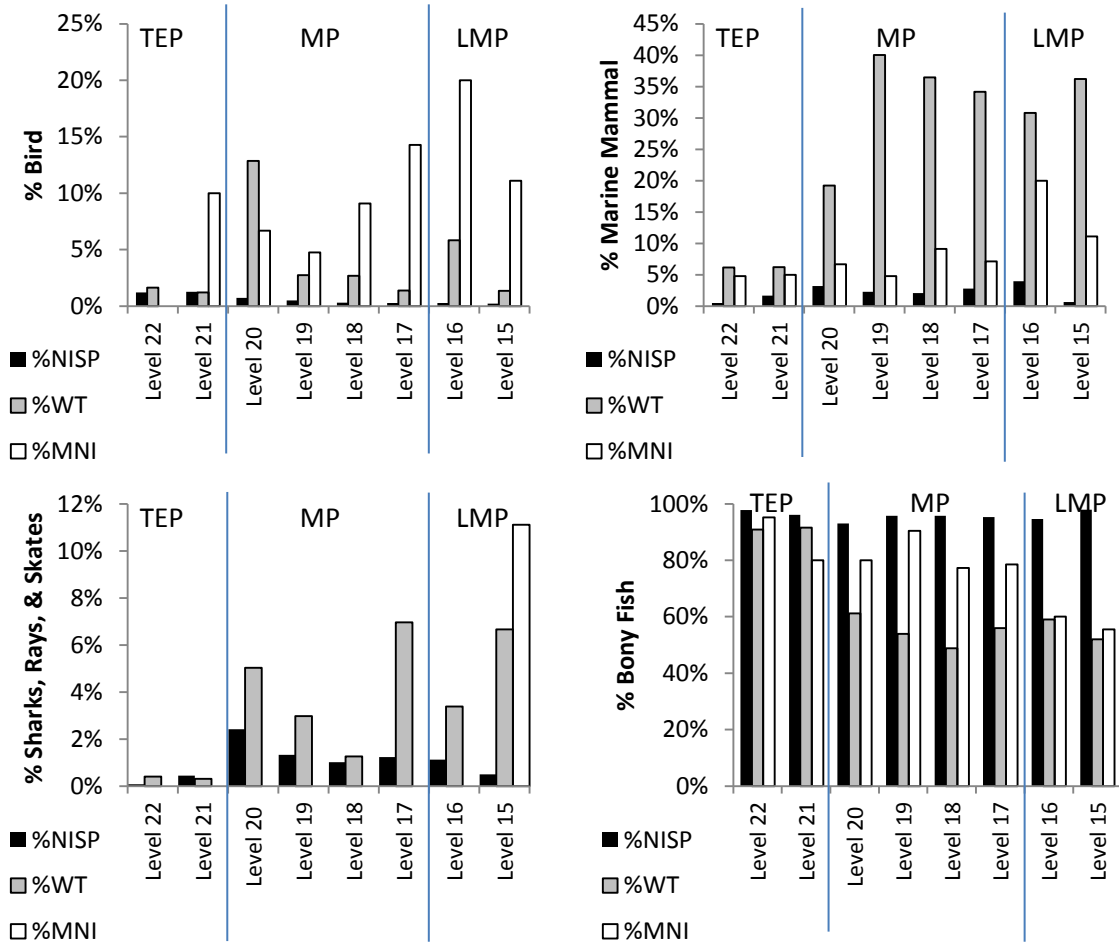 TEP MP LMP
% Bird
25%
20%
15%
10%
5%
0%
Level 22
Level 21
Level 20
Level 19
Level 18
Level 17
Level 16
Level 15
%NISP
%WT
%MNI
TEP MP LMP
% Marine Mammal
45%
40%
35%
30%
25%
20%
15%
10%
5%
0%
Level 22
Level 21
Level 20
Level 19
Level 18
Level 17
Level 16
Level 15
%NISP
%WT
%MNI
TEP MP LMP
% Sharks, Rays, & Skates
12%
10%
8%
6%
4%
2%
0%
Level 22
Level 21
Level 20
Level 19
Level 18
Level 17
Level 16
Level 15
%NISP
%WT
%MNI
TEP MP LMP
% Bony Fish
100%
80%
60%
40%
20%
0%
Level 22
Level 21
Level 20
Level 19
Level 18
Level 17
Level 16
Level 15
%NISP
%WT
%MNI